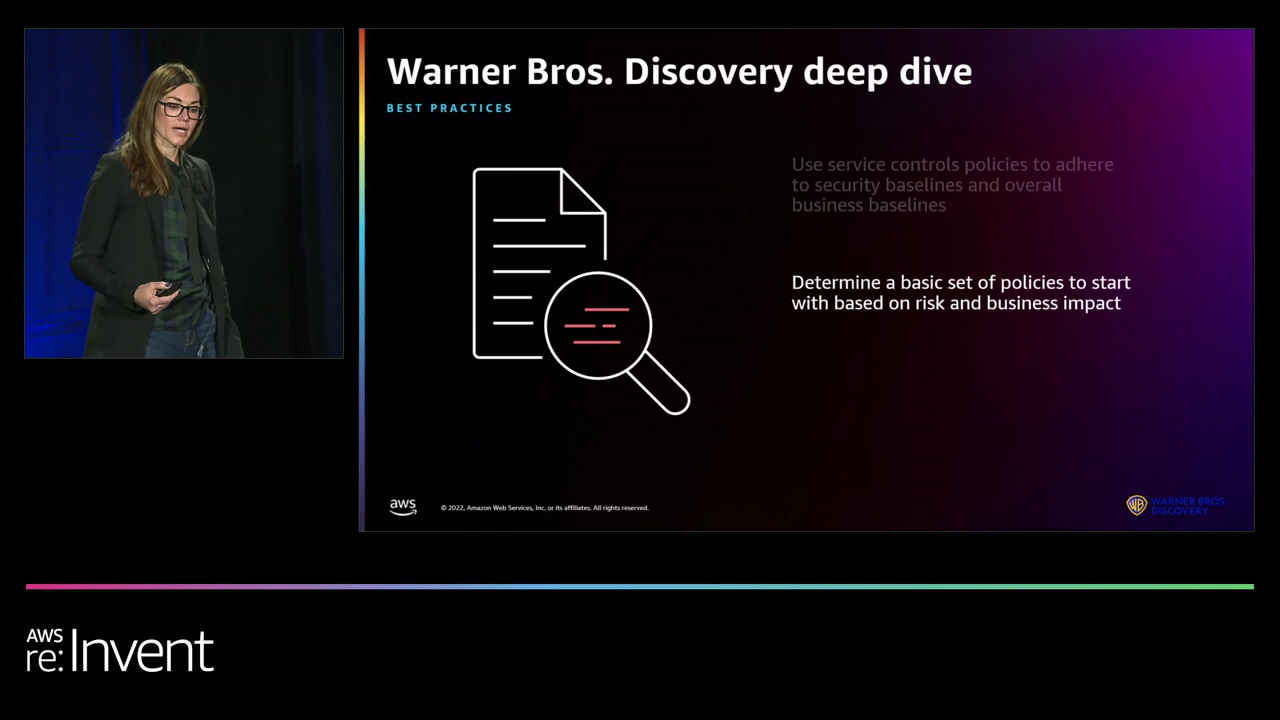 Warner Bros. Discovery deep dive
BEST PRACTICES
Use service controls policies to adhere
to security baselines and overall
business baselines
Determine a basic set of policies to start
with based on risk and business impact
aws
© 2022, Amazon Web Services, Inc. or its affiliates. All rights reserved.
WB
WARNER BROS.
DISCOVERY
AWS
re:Invent